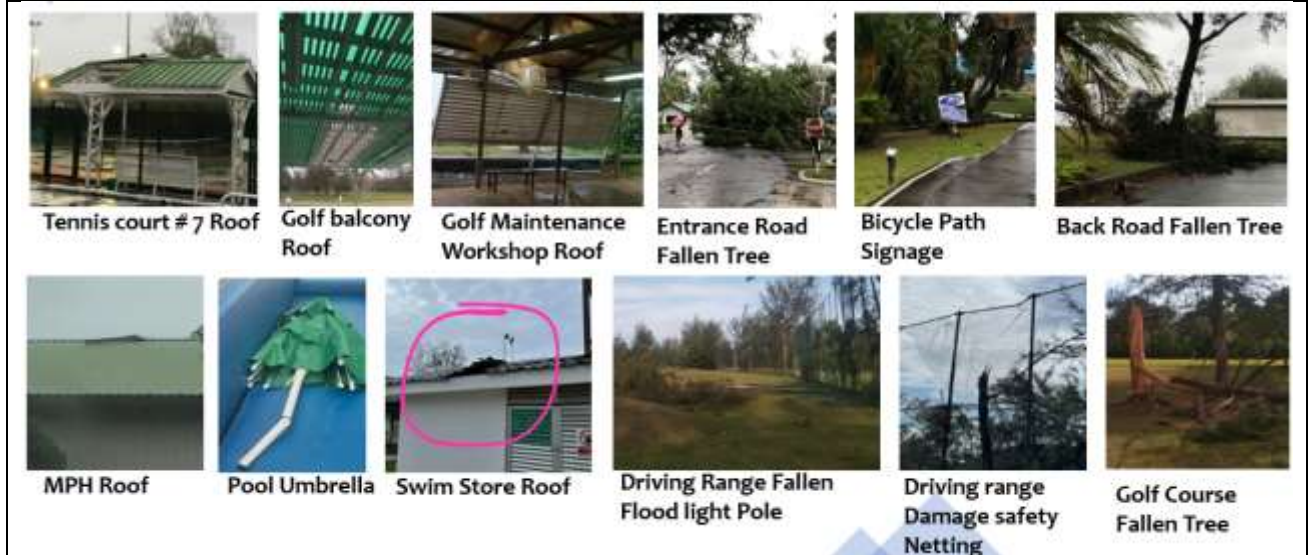 Tennis court # 7 Roof
Golf balcony
Roof
Golf Maintenance
Workshop Roof
Entrance Road
Fallen Tree
Bicycle Path
Signage
Back Road Fallen Tree
MPH Roof
Pool Umbrella
Swim Store Roof
Driving Range Fallen
Flood light Pole
Driving range
Damage safety
Netting
Golf Course
Fallen Tree